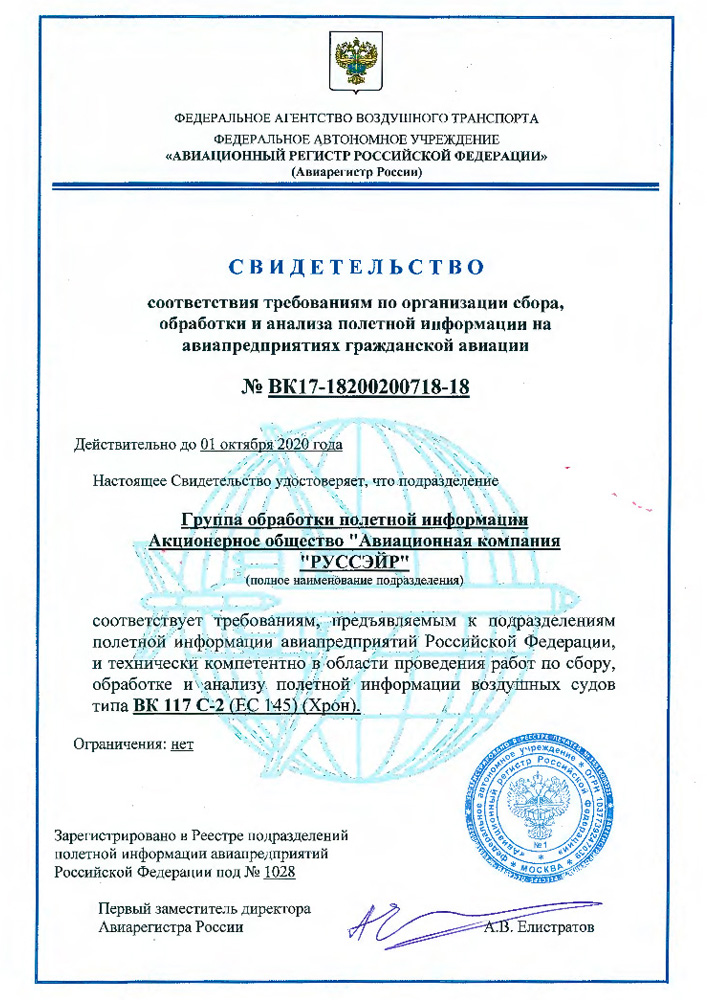 ФЕДЕРАЛЬНОЕ АГЕНТСТВО ВОЗДУШНОГО ТРАНСПОРТА
ФЕДЕРАЛЬНОЕ АВТОНОМНОЕ УЧРЕЖДЕНИЕ
«АВИАЦИОННЫЙ РЕГИСТР РОССИЙСКОЙ ФЕДЕРАЦИИ»
(Авиарегистр России)
СВИДЕТЕЛЬСТВО
соответствия требованиям по организации сбора,
обработки и анализа полетной информации на
авиапредприятиях гражданской авиации
№ ВК17-18200200718-18
Действительно до 01 октября 2020 года
Настоящее Свидетельство удостоверяет, что подразделение
Группа обработки полетной информации
Акционерное общество "Авиационная компания
"РУССЭЙР"
(полное наименование подразделения)
соответствует требованиям, предъявляемым к подразделениям
полетной информации авиапредприятий Российской Федерации,
и технически компетентно в области проведения работ по сбору,
обработке и анализу полетной информации воздушных судов
типа ВК 117 С-2 (ЕС 145) (Хрон).
Ограничения: нет
Федеральное автономное учреждение * ОГРН 1037739247039
* МОСКВА *
«Авиационный регистр Российской Федерации»
№1
Зарегистрировано в Реестре подразделений
полетной информации авиапредприятий
Российской Федерации под № 1028
Первый заместитель директора
Авиарегистра России
А.В. Елистратов